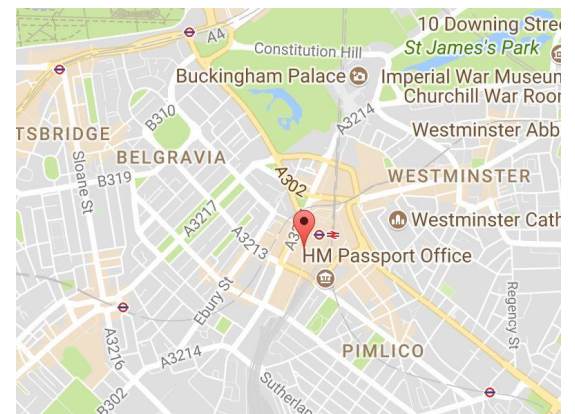 10 Downing Stree
A4
Constitution Hill
St James's Park
Buckingham Palace
Imperial War Museum
Churchill War Room
B310
A3214
TSBRIDGE
Westminster Abb
BELGRAVIA
Sloane St
B319
A302
WESTMINSTER
A3217
Westminster Cath
A3213
HM Passport Office
Ebury St
Regency St
A3216
A3214
PIMLICO
B302
Sutherlan